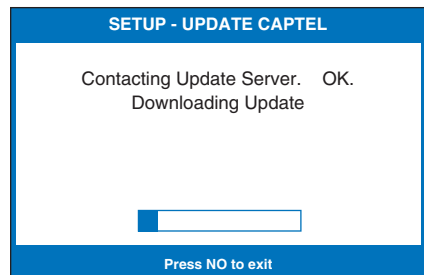 SETUP - UPDATE CAPTEL
Contacting Update Server. OK.
Downloading Update
Press NO to exit